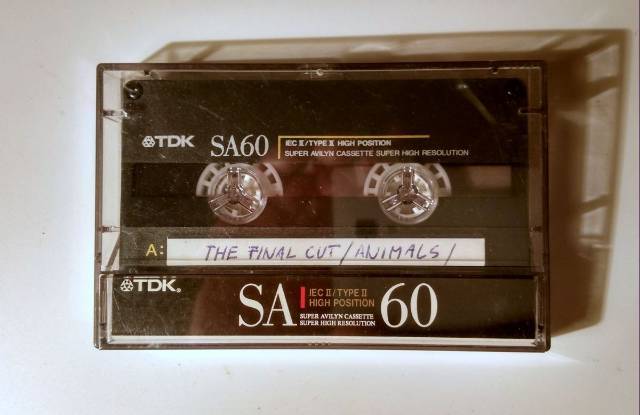 TDK SA60 IEC II/TYPE II HIGH POSITION
SUPER AVILYN CASSETTE SUPER HIGH RESOLUTION
A: THE FINAL CUT/ANIMALS/
TDK. SA IEC II/TYPE II
HIGH POSITION
SUPER AVILYN CASSETTE
SUPER HIGH RESOLUTION 60